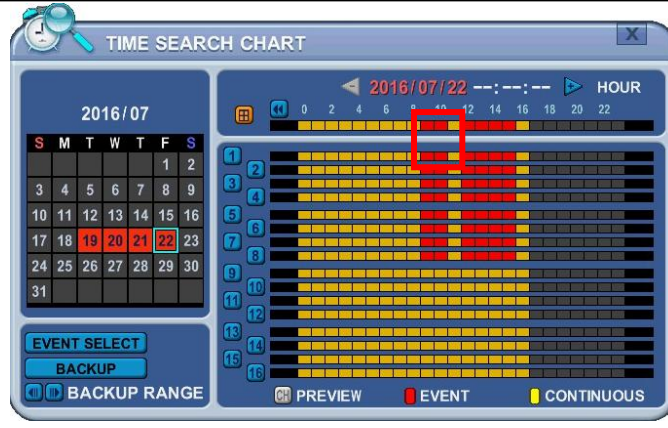 TIME SEARCH CHART
X
2016/07
S M T W T F S
1 2
3 4 5 6 7 8 9
10 11 12 13 14 15 16
17 18 19 20 21 22 23
24 25 26 27 28 29 30
31
EVENT SELECT
BACKUP
BACKUP RANGE
2016/07/22 --:--:-- HOUR
0 2 4 6 8 10 12 14 16 18 20 22
1
2
3
4
5
6
7
8
9
10
11
12
13
14
15
16
CH PREVIEW EVENT CONTINUOUS